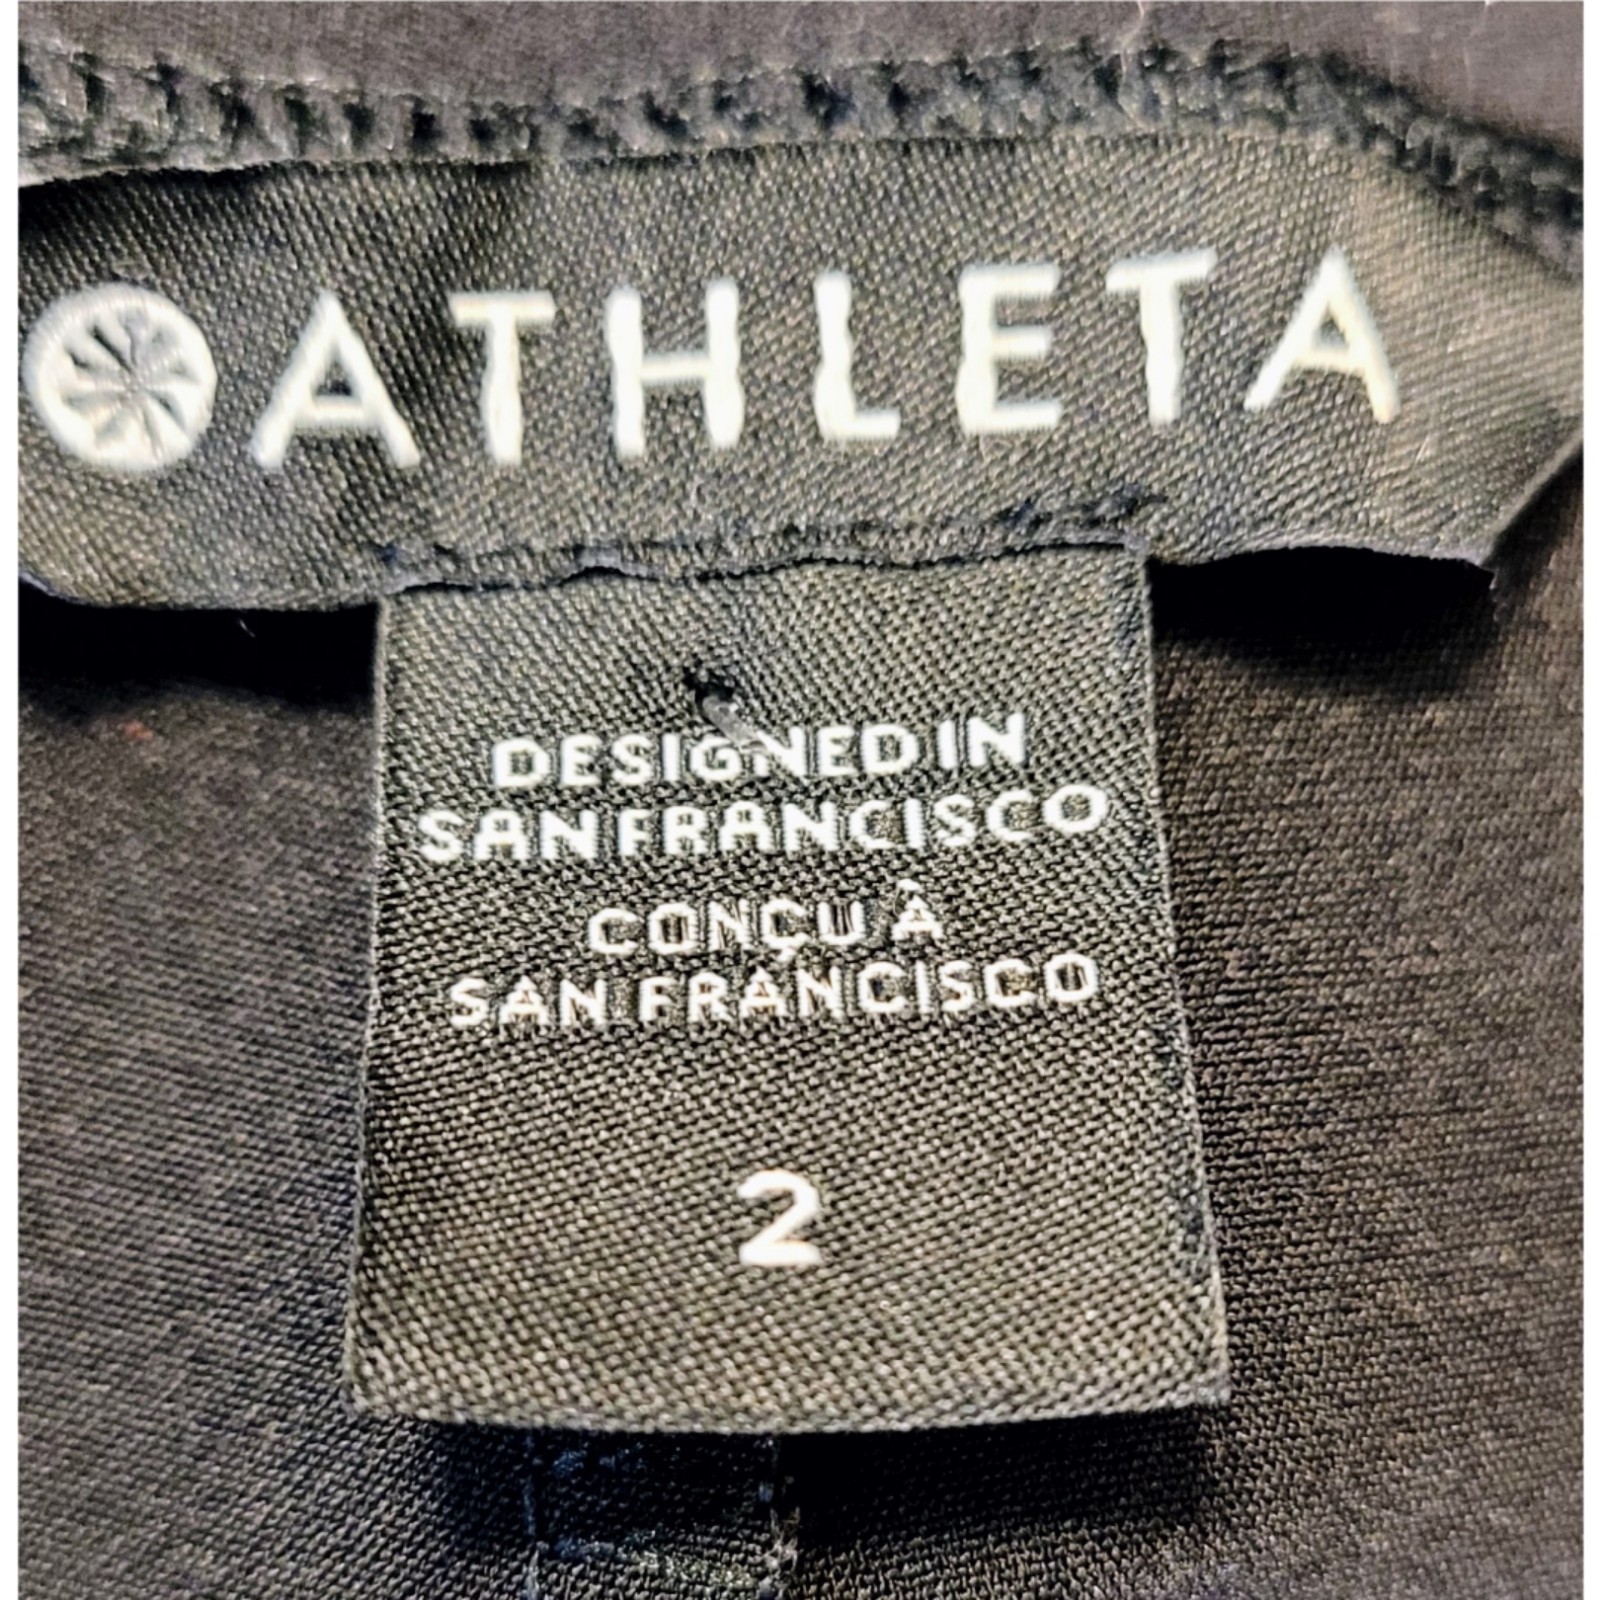 ATHLETA
DESIGNED IN
SAN FRANCISCO
CONÇU À
SAN FRANCISCO
2